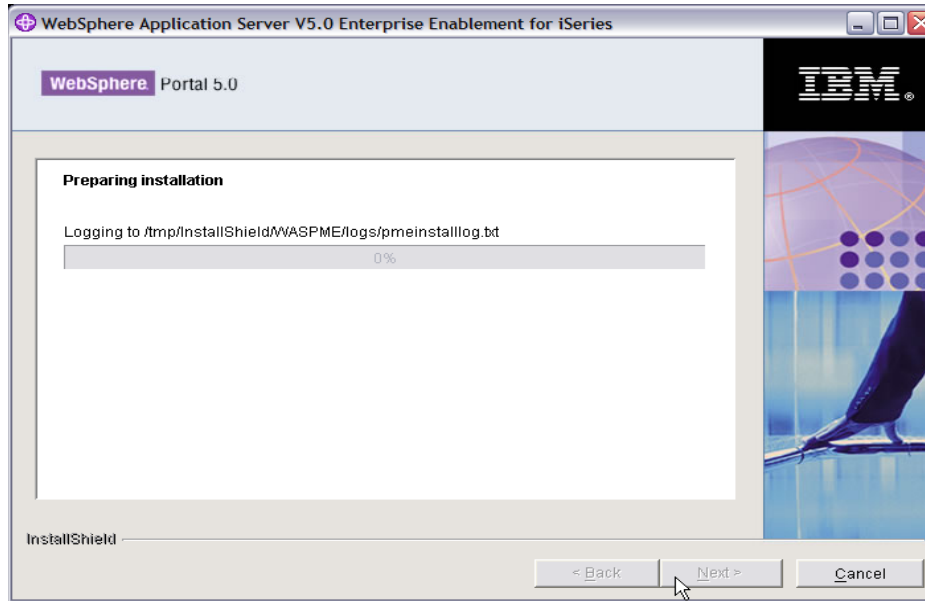 WebSphere Application Server V5.0 Enterprise Enablement for iSeries
WebSphere. Portal 5.0
IBM®
Preparing installation
Logging to /tmp/InstallShield/WASPME/logs/pmeinstalllog.txt
0%
InstallShield
< Back
Next >
Cancel